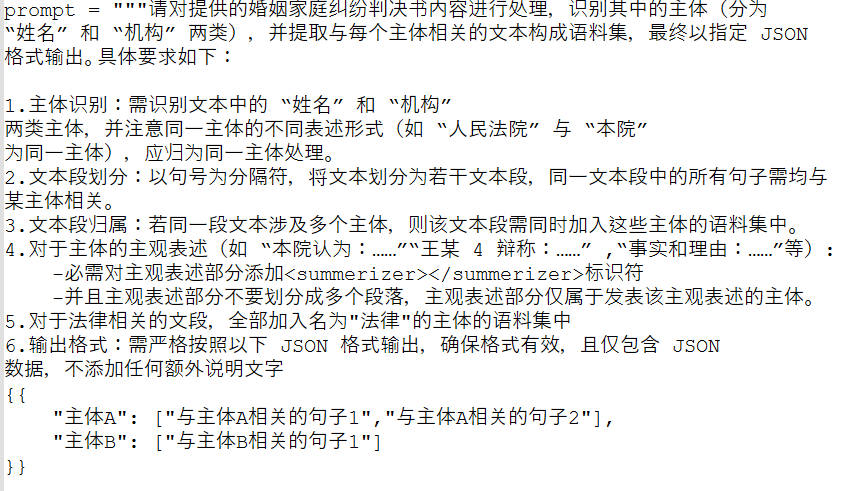 prompt = """请对提供的婚姻家庭纠纷判决书内容进行处理，识别其中的主体（分为
“姓名” 和 “机构” 两类），并提取与每个主体相关的文本构成语料集，最终以指定 JSON
格式输出。具体要求如下：
1.主体识别：需识别文本中的 “姓名” 和 “机构”
两类主体，并注意同一主体的不同表述形式（如 “人民法院” 与 “本院”
为同一主体），应归为同一主体处理。
2.文本段划分：以句号为分隔符，将文本划分为若干文本段，同一文本段中的所有句子需均与
某主体相关。
3.文本段归属：若同一段文本涉及多个主体，则该文本段需同时加入这些主体的语料集中。
4.对于主体的主观表述（如 “本院认为：……”“王某 4 辩称：……” ,“事实和理由：……”等）：
-必需对主观表述部分添加<summerizer></summerizer>标识符
-并且主观表述部分不要划分成多个段落，主观表述部分仅属于发表该主观表述的主体。
5.对于法律相关的文段，全部加入名为"法律"的主体的语料集中
6.输出格式：需严格按照以下 JSON 格式输出，确保格式有效，且仅包含 JSON
数据，不添加任何额外说明文字
{{
"主体A": ["与主体A相关的句子1","与主体A相关的句子2"],
"主体B": ["与主体B相关的句子1"]
}}